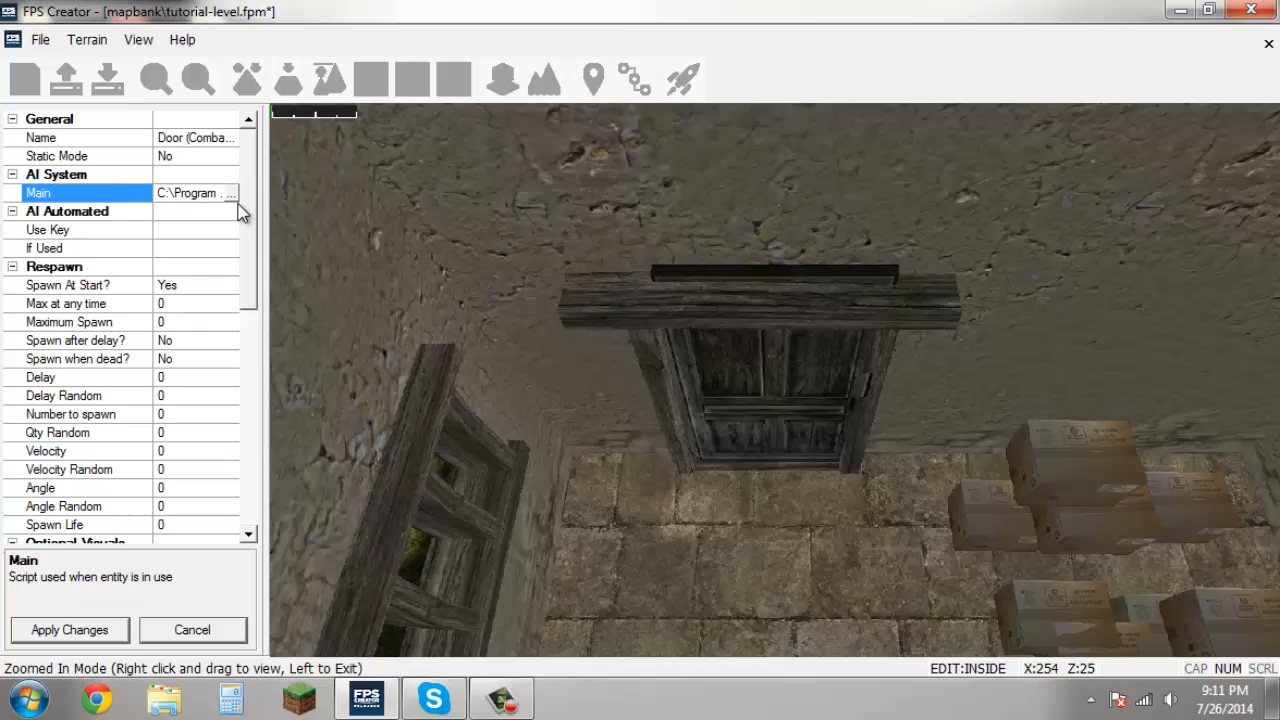 FPS Creator - [mapbank\tutorial-level.fpm*]
File Terrain View Help
General
Name Door (Comba...
Static Mode No
AI System
Main C:\Program . ...
AI Automated
Use Key
If Used
Respawn
Spawn At Start? Yes
Max at any time 0
Maximum Spawn 0
Spawn after delay? No
Spawn when dead? No
Delay 0
Delay Random 0
Number to spawn 0
Qty Random 0
Velocity 0
Velocity Random 0
Angle 0
Angle Random 0
Spawn Life 0
Optional Visuals
Main
Script used when entity is in use
Apply Changes Cancel
Zoomed In Mode (Right click and drag to view, Left to Exit) EDIT:INSIDE X:254 Z:25 CAP NUM SCRL
FPS
CREATOR
RELOADED
9:11 PM
7/26/2014